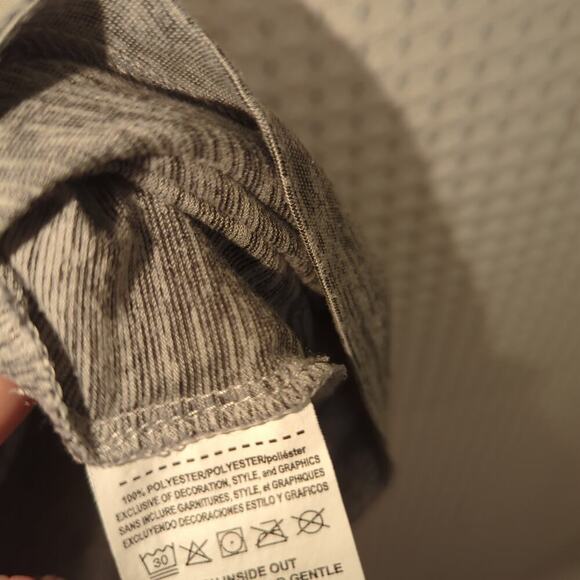 100% POLYESTER/POLYESTER/poliéster
EXCLUSIVE OF DECORATION, STYLE, and GRAPHICS
SANS INCLURE GARNITURES, STYLE, et GRAPHIQUES
EXCLUYENDO DECORACIONES ESTILO Y GRAFICOS
30
INSIDE OUT
GENTLE